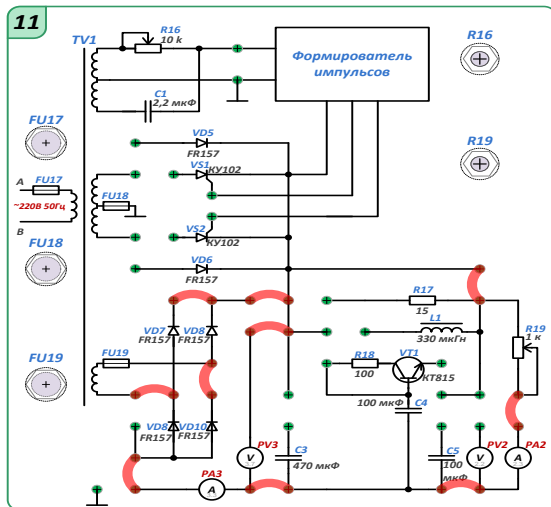 11
TV1
R16
10 k
Формирователь
импульсов
R16
C1
2,2 мкФ
FU17
VD5
FR157
R19
VS1
КУ102
A
FU17
FU18
~220В 50Гц
B
VS2
КУ102
FU18
VD6
FR157
R17
15
L1
330 мкГн
R19
1 к
VD7
FR157
VD8
FR157
FU19
FU19
R18
100
VT1
КТ815
100 мкФ
C4
VD8
FR157
VD10
FR157
PV3
V
C3
470 мкФ
C5
100
мкФ
PV2
V
PA2
A
PA3
A